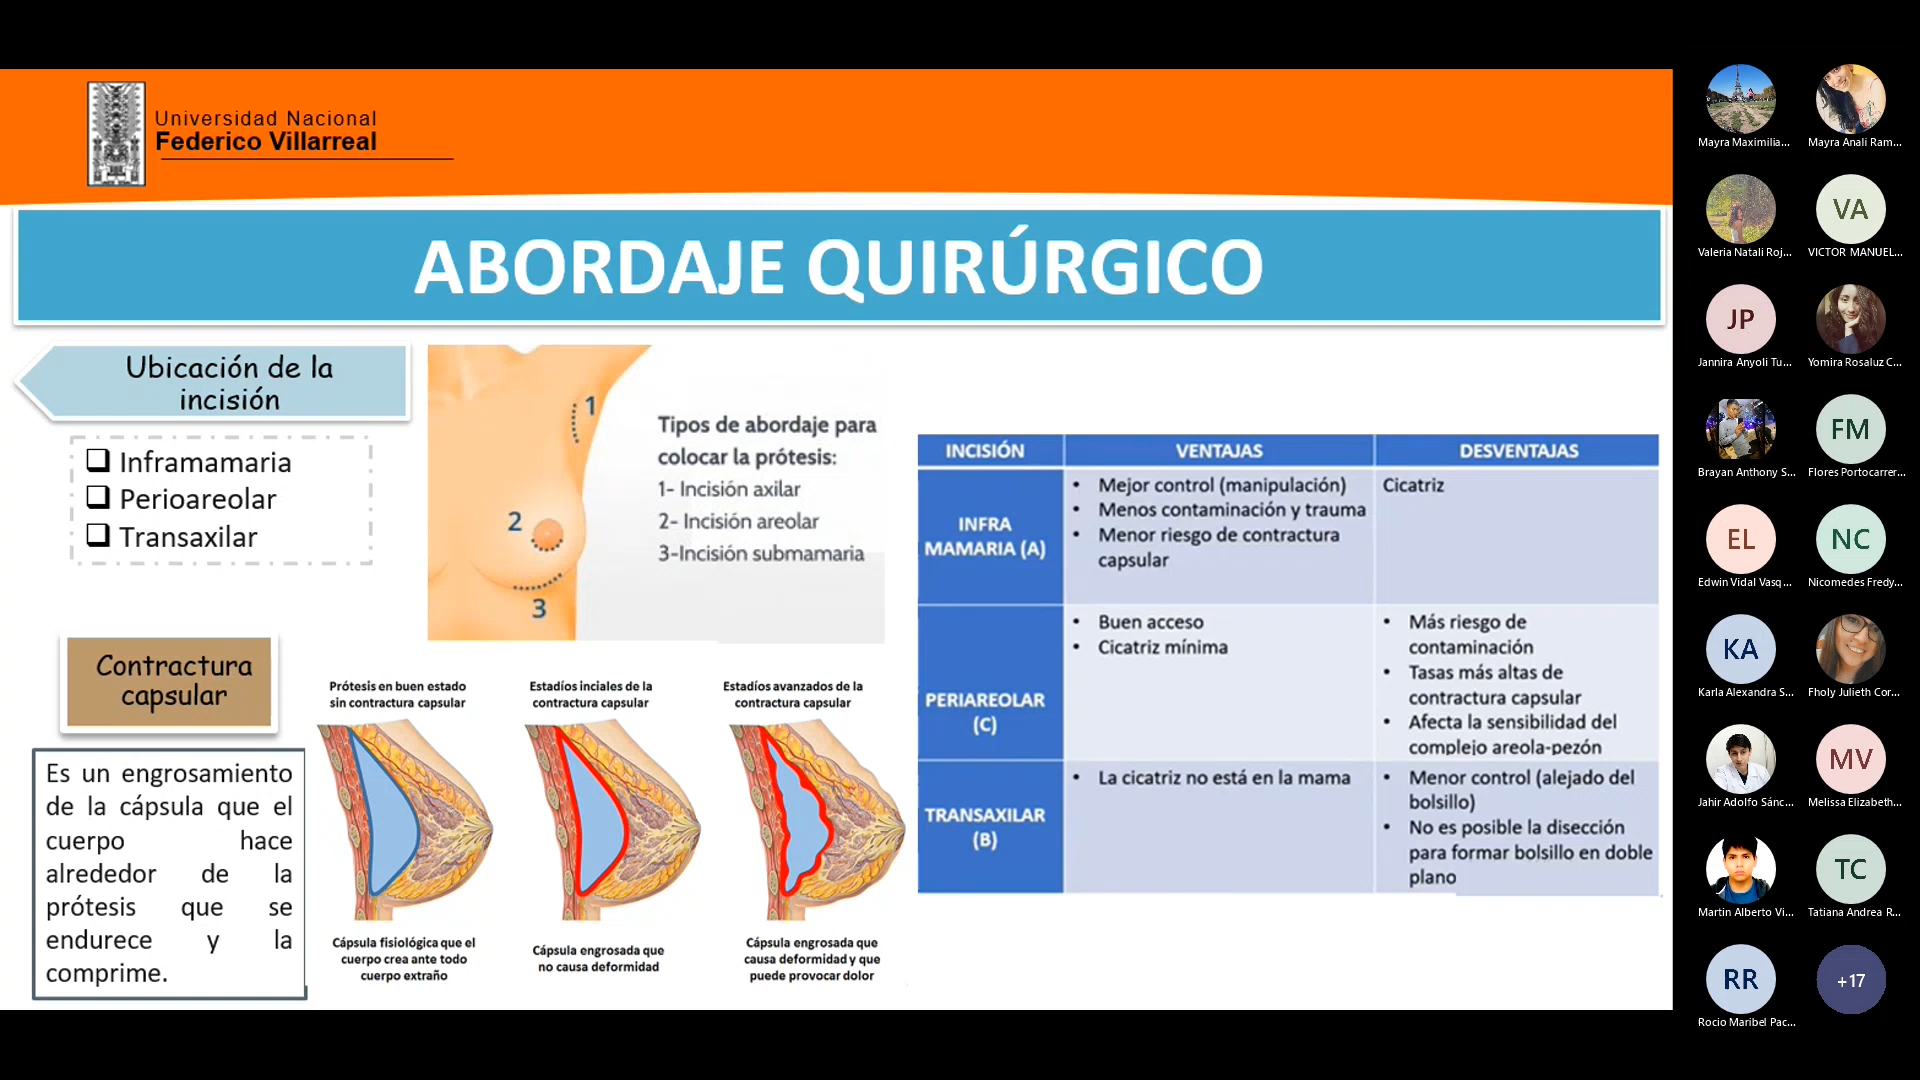 Universidad Nacional
Federico Villarreal
ABORDAJE QUIRÚRGICO
Ubicación de la
incisión
Inframamaria
Perioareolar
Transaxilar
1
2
3
Tipos de abordaje para
colocar la prótesis:
1- Incisión axilar
2- Incisión areolar
3-Incisión submamaria
Contractura
capsular
Es un engrosamiento
de la cápsula que el
cuerpo hace
alrededor de la
prótesis que se
endurece y la
comprime.
Prótesis en buen estado
sin contractura capsular
Estadíos inciales de la
contractura capsular
Estadíos avanzados de la
contractura capsular
Cápsula fisiológica que el
cuerpo crea ante todo
cuerpo extraño
Cápsula engrosada que
no causa deformidad
Cápsula engrosada que
causa deformidad y que
puede provocar dolor
INCISIÓN VENTAJAS DESVENTAJAS
INFRA
MAMARIA (A)
• Mejor control (manipulación)
• Menos contaminación y trauma
• Menor riesgo de contractura
capsular
Cicatriz
PERIAREOLAR
(C)
• Buen acceso
• Cicatriz mínima
• Más riesgo de
contaminación
• Tasas más altas de
contractura capsular
• Afecta la sensibilidad del
complejo areola-pezón
TRANSAXILAR
(B)
• La cicatriz no está en la mama
• Menor control (alejado del
bolsillo)
• No es posible la disección
para formar bolsillo en doble
plano
Mayra Maximilia...
Mayra Anali Ram...
Valeria Natali Roj...
VA
VICTOR MANUEL...
JP
Jannira Anyoli Tu...
Yomira Rosaluz C...
Brayan Anthony S...
FM
Flores Portocarrer...
EL
Edwin Vidal Vasq...
NC
Nicomedes Fredy...
KA
Karla Alexandra S...
Fholy Julieth Cor...
Jahir Adolfo Sánc...
MV
Melissa Elizabeth...
Martin Alberto Vi...
TC
Tatiana Andrea R...
RR
Rocio Maribel Pac...
+17